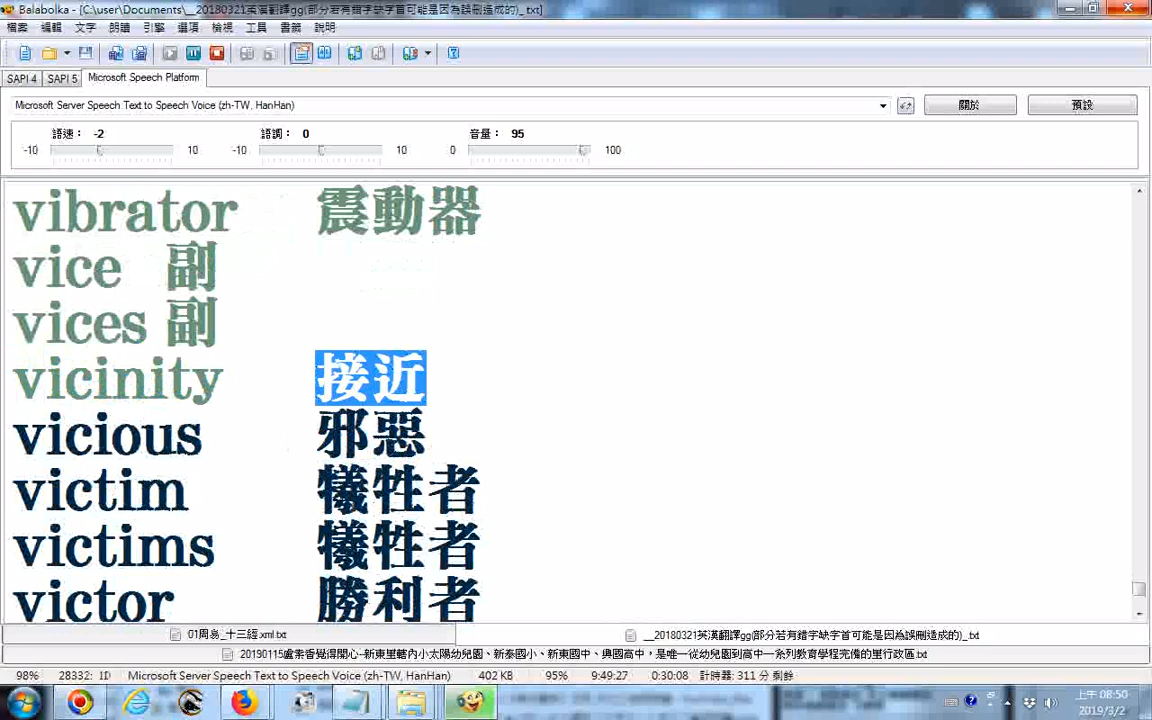 Balabolka - [C:\user\Documents\__20180321英漢翻譯gg(部分若有錯字缺字首可能是因為誤刪造成的)_.txt]
檔案 編輯 文字 朗讀 引擎 選項 檢視 工具 書籤 說明
SAPI 4 SAPI 5 Microsoft Speech Platform
Microsoft Server Speech Text to Speech Voice (zh-TW, HanHan) 關於 預設
語速: -2 語調: 0 音量: 95
-10 10 -10 10 0 100
vibrator 震動器
vice 副
vices 副
vicinity 接近
vicious 邪惡
victim 犧牲者
victims 犧牲者
victor 勝利者
01周易_十三經.xml.txt __20180321英漢翻譯gg(部分若有錯字缺字首可能是因為誤刪造成的)_.txt
20190115盧素香覺得開心--新東里轄內小太陽幼兒園、新泰國小、新東國中、興國高中,是唯一從幼兒園到高中一系列教育學程完備的里行政區.txt
98% 28332: 1D Microsoft Server Speech Text to Speech Voice (zh-TW, HanHan) 402 KB 95% 9:49:27 0:30:08 計時器: 311 分 剩餘
上午 08:50
2019/3/2